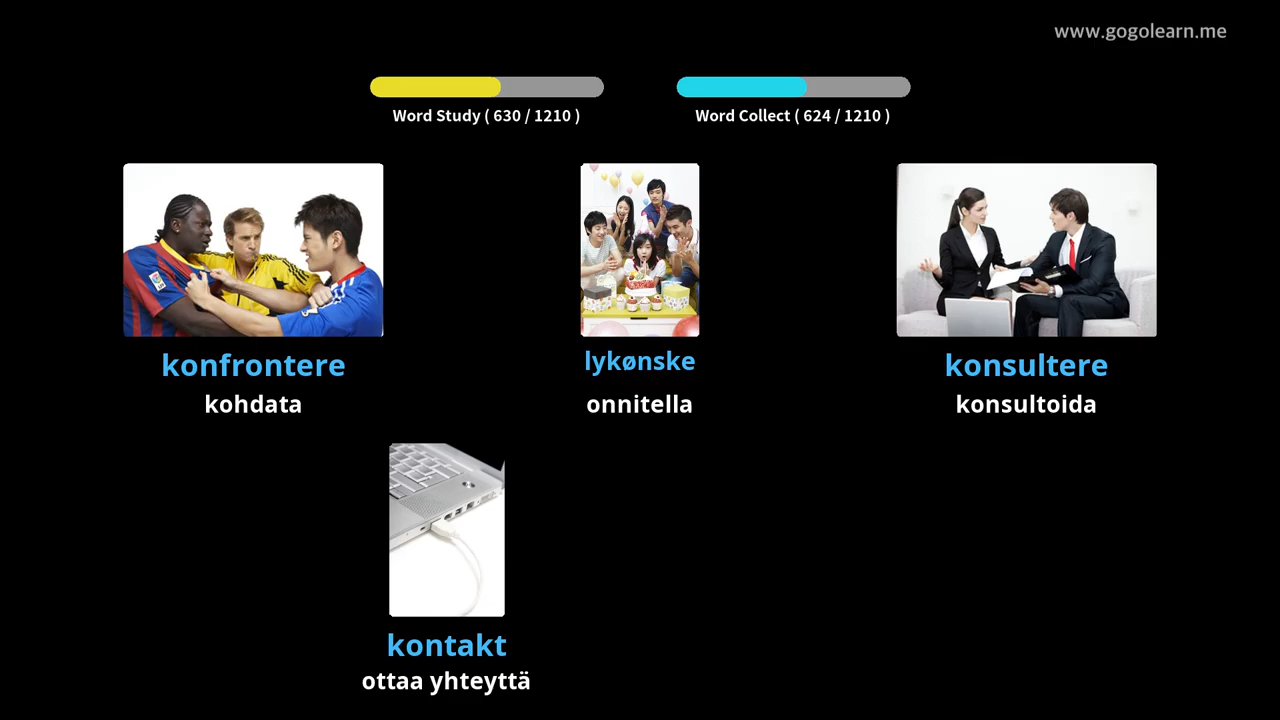 www.gogolearn.me
Word Study ( 630 / 1210 )
Word Collect ( 624 / 1210 )
konfrontere
kohdata
lykønske
onnitella
konsultere
konsultoida
kontakt
ottaa yhteyttä